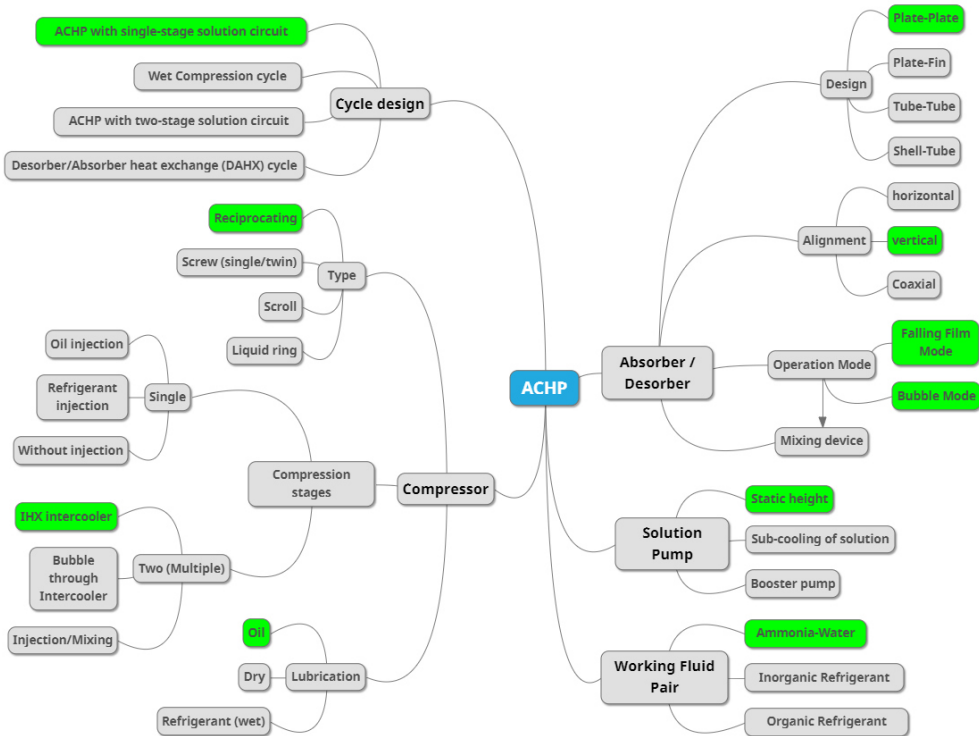 ACHP with single-stage solution circuit
Wet Compression cycle
ACHP with two-stage solution circuit
Desorber/Absorber heat exchange (DAHX) cycle
Cycle design
Reciprocating
Screw (single/twin)
Scroll
Liquid ring
Type
Oil injection
Refrigerant
injection
Without injection
Single
Compression
stages
IHX intercooler
Bubble
through
Intercooler
Injection/Mixing
Two (Multiple)
Oil
Dry
Refrigerant (wet)
Lubrication
Compressor
ACHP
Absorber /
Desorber
Design
Plate-Plate
Plate-Fin
Tube-Tube
Shell-Tube
Alignment
horizontal
vertical
Coaxial
Operation Mode
Falling Film
Mode
Bubble Mode
Mixing device
Solution
Pump
Static height
Sub-cooling of solution
Booster pump
Working Fluid
Pair
Ammonia-Water
Inorganic Refrigerant
Organic Refrigerant